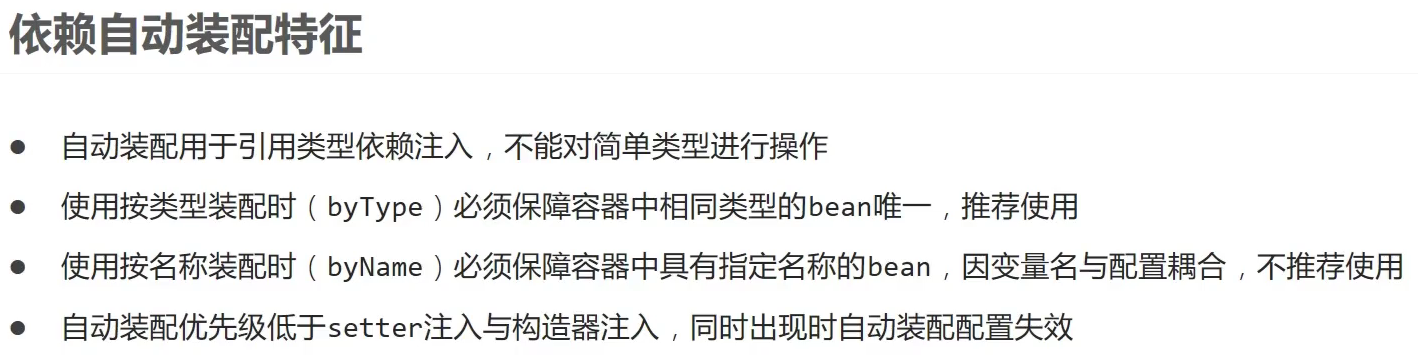 依赖自动装配特征
● 自动装配用于引用类型依赖注入，不能对简单类型进行操作
● 使用按类型装配时（byType）必须保障容器中相同类型的bean唯一，推荐使用
● 使用按名称装配时（byName）必须保障容器中具有指定名称的bean，因变量名与配置耦合，不推荐使用
● 自动装配优先级低于setter注入与构造器注入，同时出现时自动装配配置失效